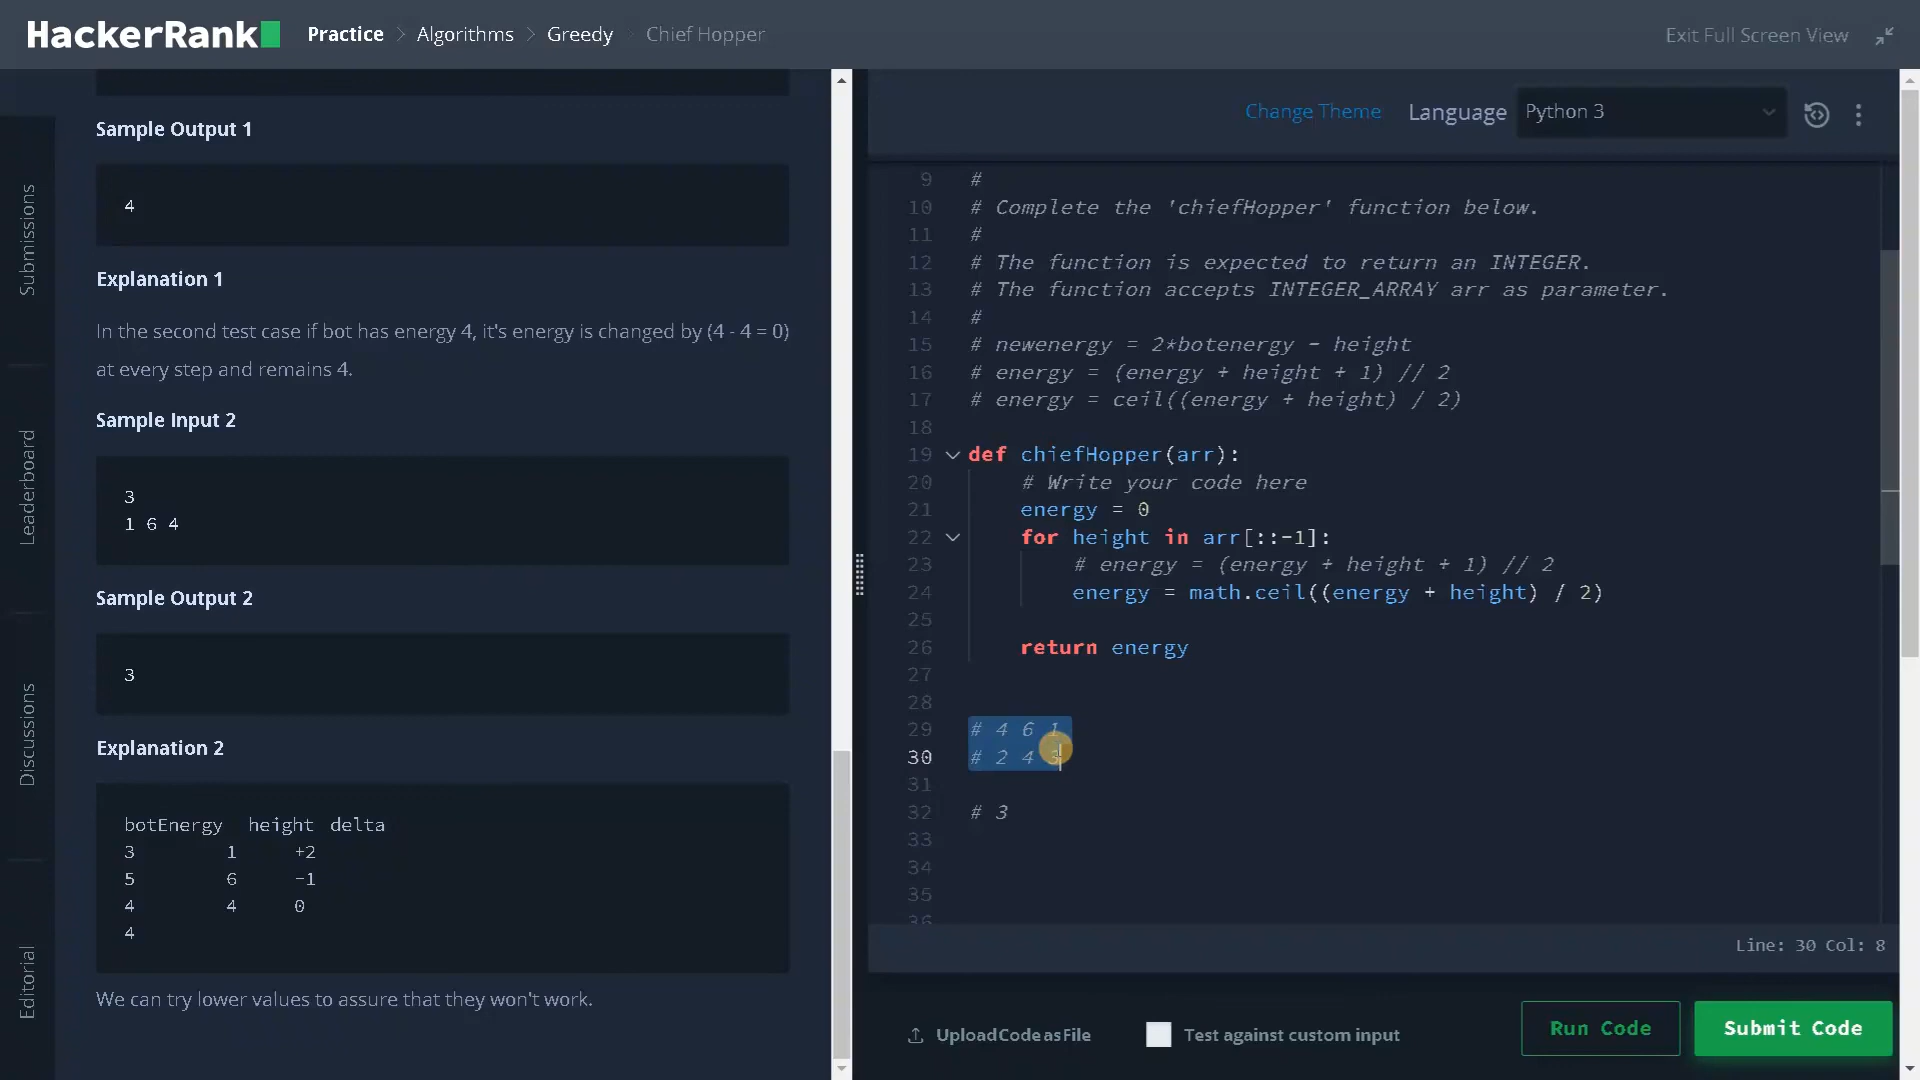 HackerRank
Practice > Algorithms > Greedy > Chief Hopper
Exit Full Screen View
Submissions
Leaderboard
Discussions
Editorial
Sample Output 1
4
Explanation 1
In the second test case if bot has energy 4, it's energy is changed by (4 - 4 = 0)
at every step and remains 4.
Sample Input 2
3
1 6 4
Sample Output 2
3
Explanation 2
botEnergy height delta
3 1 +2
5 6 -1
4 4 0
4
We can try lower values to assure that they won't work.
Change Theme Language Python 3
9 #
10 # Complete the 'chiefHopper' function below.
11 #
12 # The function is expected to return an INTEGER.
13 # The function accepts INTEGER_ARRAY arr as parameter.
14 #
15 # newenergy = 2*botenergy - height
16 # energy = (energy + height + 1) // 2
17 # energy = ceil((energy + height) / 2)
18
19 def chiefHopper(arr):
20 # Write your code here
21 energy = 0
22 for height in arr[::-1]:
23 # energy = (energy + height + 1) // 2
24 energy = math.ceil((energy + height) / 2)
25
26 return energy
27
28
29 # 4 6 1
30 # 2 4 3
31
32 # 3
33
34
35
36
Line: 30 Col: 8
Upload Code as File
Test against custom input
Run Code
Submit Code